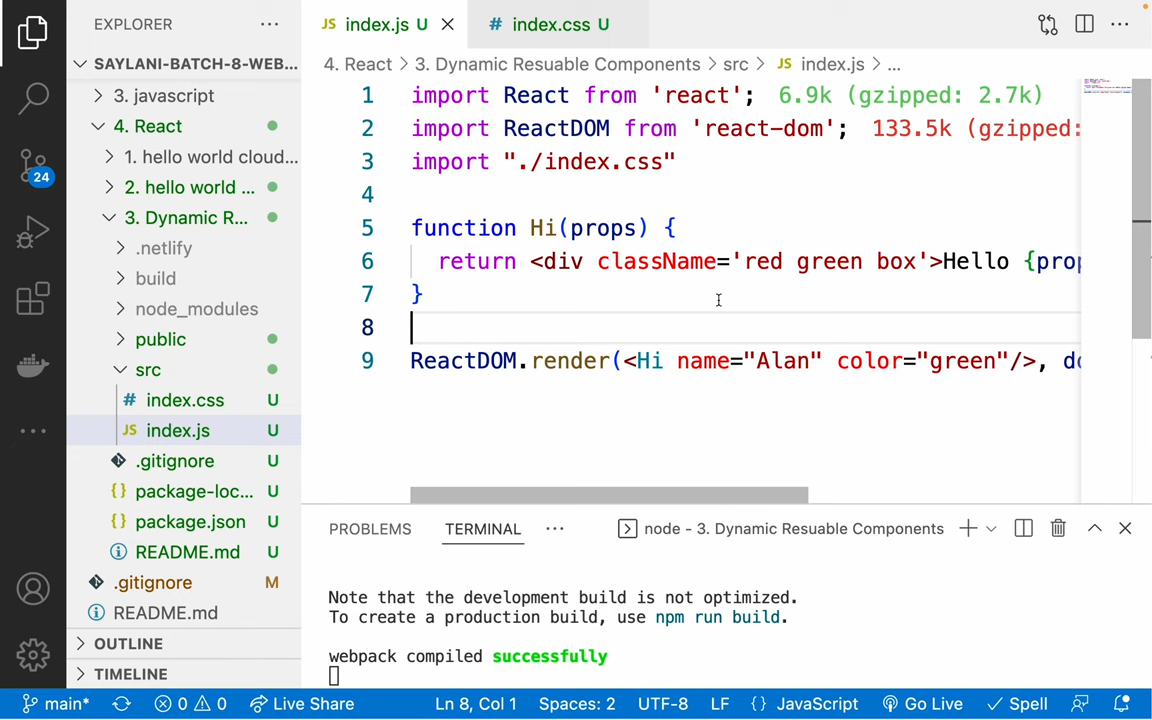 EXPLORER
SAYLANI-BATCH-8-WEB...
3. javascript
4. React
1. hello world cloud...
2. hello world ...
3. Dynamic R...
.netlify
build
node_modules
public
src
# index.css U
JS index.js U
.gitignore U
{} package-loc... U
{} package.json U
README.md U
.gitignore M
README.md
OUTLINE
TIMELINE
24
JS index.js U
# index.css U
4. React > 3. Dynamic Resuable Components > src > JS index.js > ...
1 import React from 'react'; 6.9k (gzipped: 2.7k)
2 import ReactDOM from 'react-dom'; 133.5k (gzipped:
3 import "./index.css"
4
5 function Hi(props) {
6 return <div className='red green box'>Hello {prop
7 }
8
9 ReactDOM.render(<Hi name="Alan" color="green"/>, do
PROBLEMS TERMINAL ... node - 3. Dynamic Resuable Components
Note that the development build is not optimized.
To create a production build, use npm run build.
webpack compiled successfully
main* 0 0 Live Share Ln 8, Col 1 Spaces: 2 UTF-8 LF {} JavaScript Go Live Spell